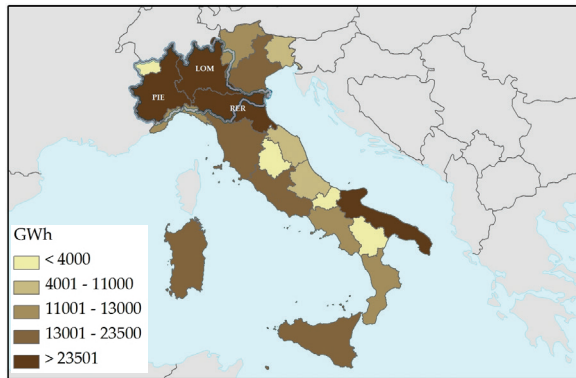 LOM
PIE
RER
GWh
< 4000
4001 - 11000
11001 - 13000
13001 - 23500
> 23501